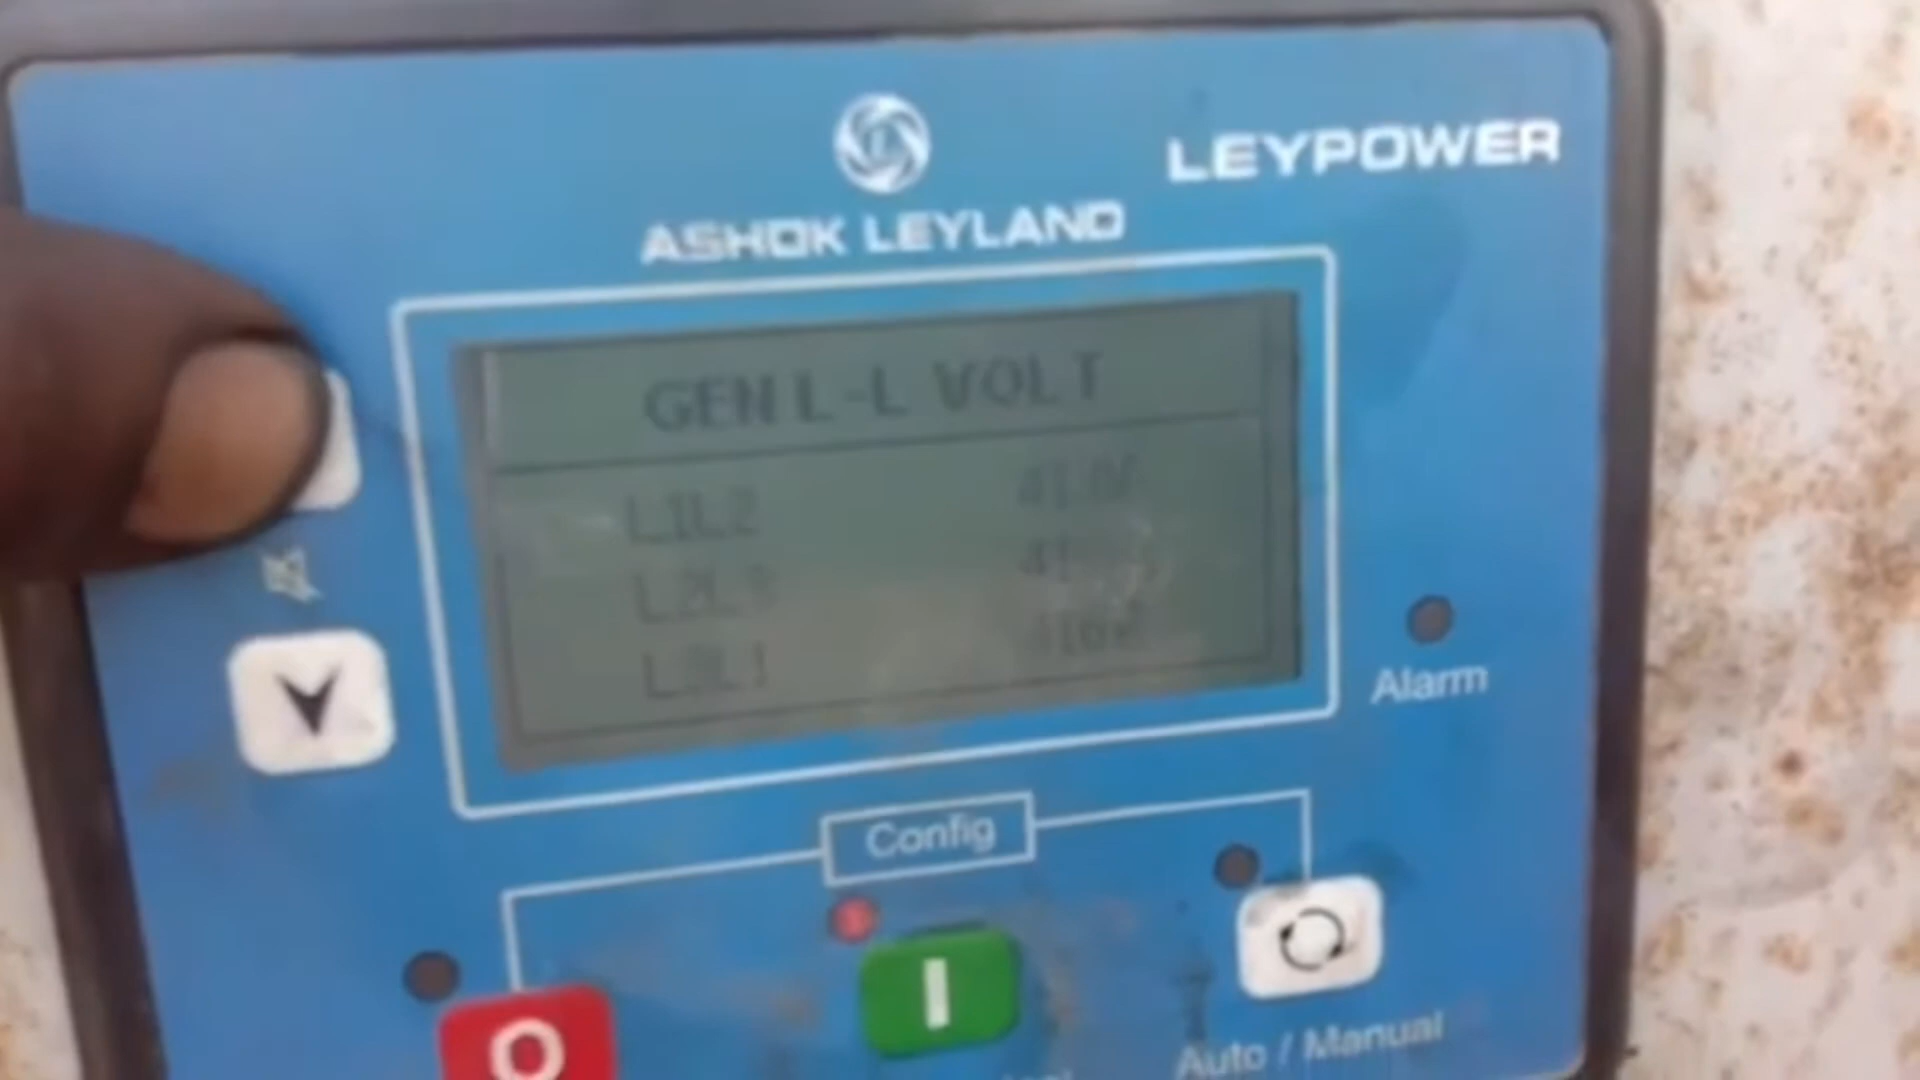 LEYPOWER
ASHOK LEYLAND
GEN L-L VOLT
L1L2
L2L3
L3L1
Alarm
Config
I
O
Auto / Manual